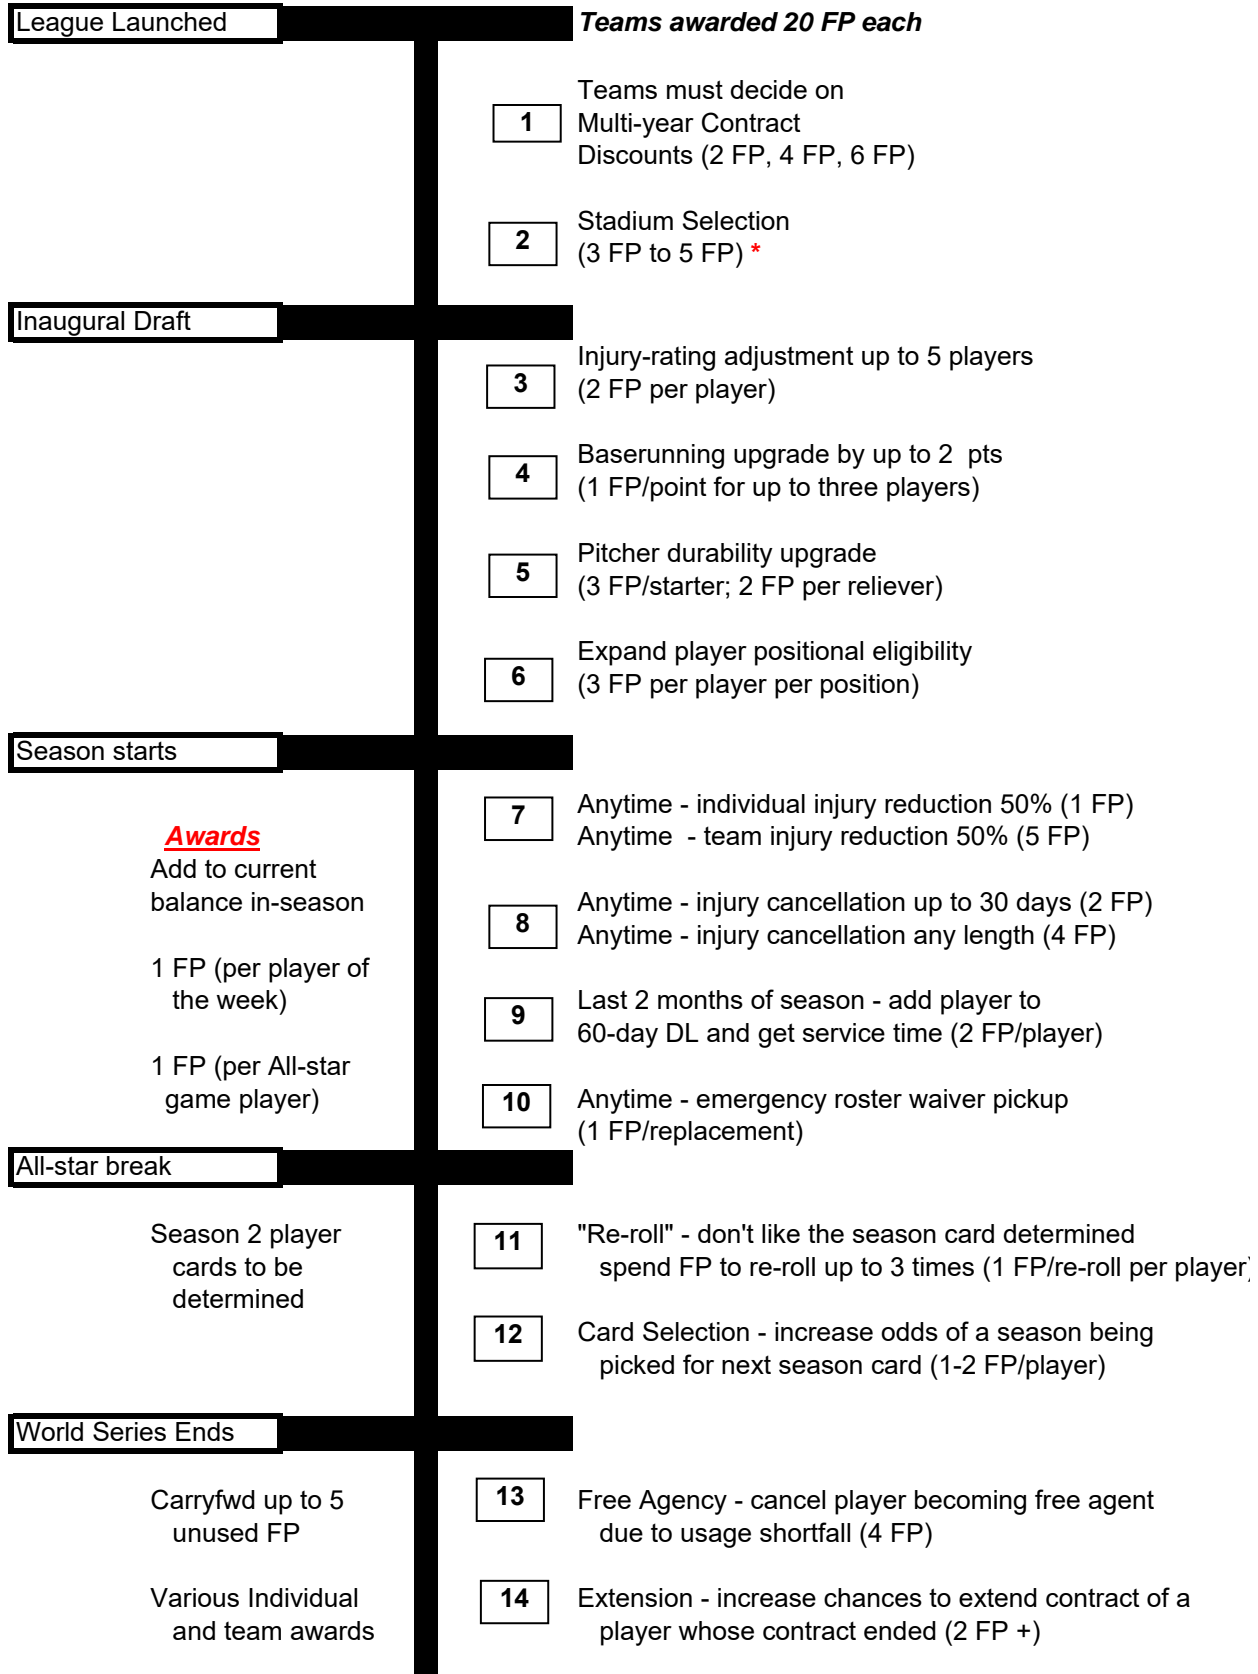 League Launched
Teams awarded 20 FP each
1
Teams must decide on
Multi-year Contract
Discounts (2 FP, 4 FP, 6 FP)
2
Stadium Selection
(3 FP to 5 FP) *
Inaugural Draft
3
Injury-rating adjustment up to 5 players
(2 FP per player)
4
Baserunning upgrade by up to 2  pts
(1 FP/point for up to three players)
5
Pitcher durability upgrade
(3 FP/starter; 2 FP per reliever)
6
Expand player positional eligibility
(3 FP per player per position)
Season starts
Awards
Add to current
balance in-season
1 FP (per player of
the week)
1 FP (per All-star
game player)
7
Anytime - individual injury reduction 50% (1 FP)
Anytime  - team injury reduction 50% (5 FP)
8
Anytime - injury cancellation up to 30 days (2 FP)
Anytime - injury cancellation any length (4 FP)
9
Last 2 months of season - add player to
60-day DL and get service time (2 FP/player)
10
Anytime - emergency roster waiver pickup
(1 FP/replacement)
All-star break
Season 2 player
cards to be
determined
11
"Re-roll" - don't like the season card determined
spend FP to re-roll up to 3 times (1 FP/re-roll per player)
12
Card Selection - increase odds of a season being
picked for next season card (1-2 FP/player)
World Series Ends
Carryfwd up to 5
unused FP
Various Individual
and team awards
13
Free Agency - cancel player becoming free agent
due to usage shortfall (4 FP)
14
Extension - increase chances to extend contract of a
player whose contract ended (2 FP +)